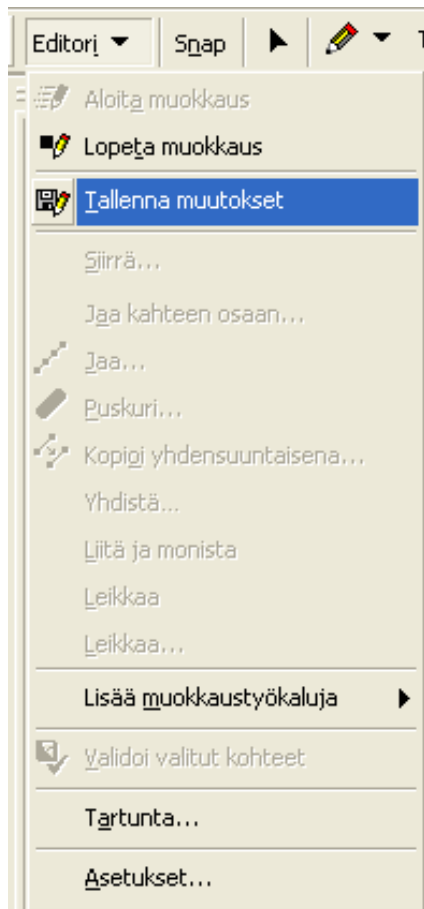 Editori Snap
Aloita muokkaus
Lopeta muokkaus
Tallenna muutokset
Siirrä...
Jaa kahteen osaan...
Jaa...
Puskuri...
Kopioi yhdensuuntaisena...
Yhdistä...
Liitä ja monista
Leikkaa
Leikkaa...
Lisää muokkaustyökaluja
Validoi valitut kohteet
Tartunta...
Asetukset...